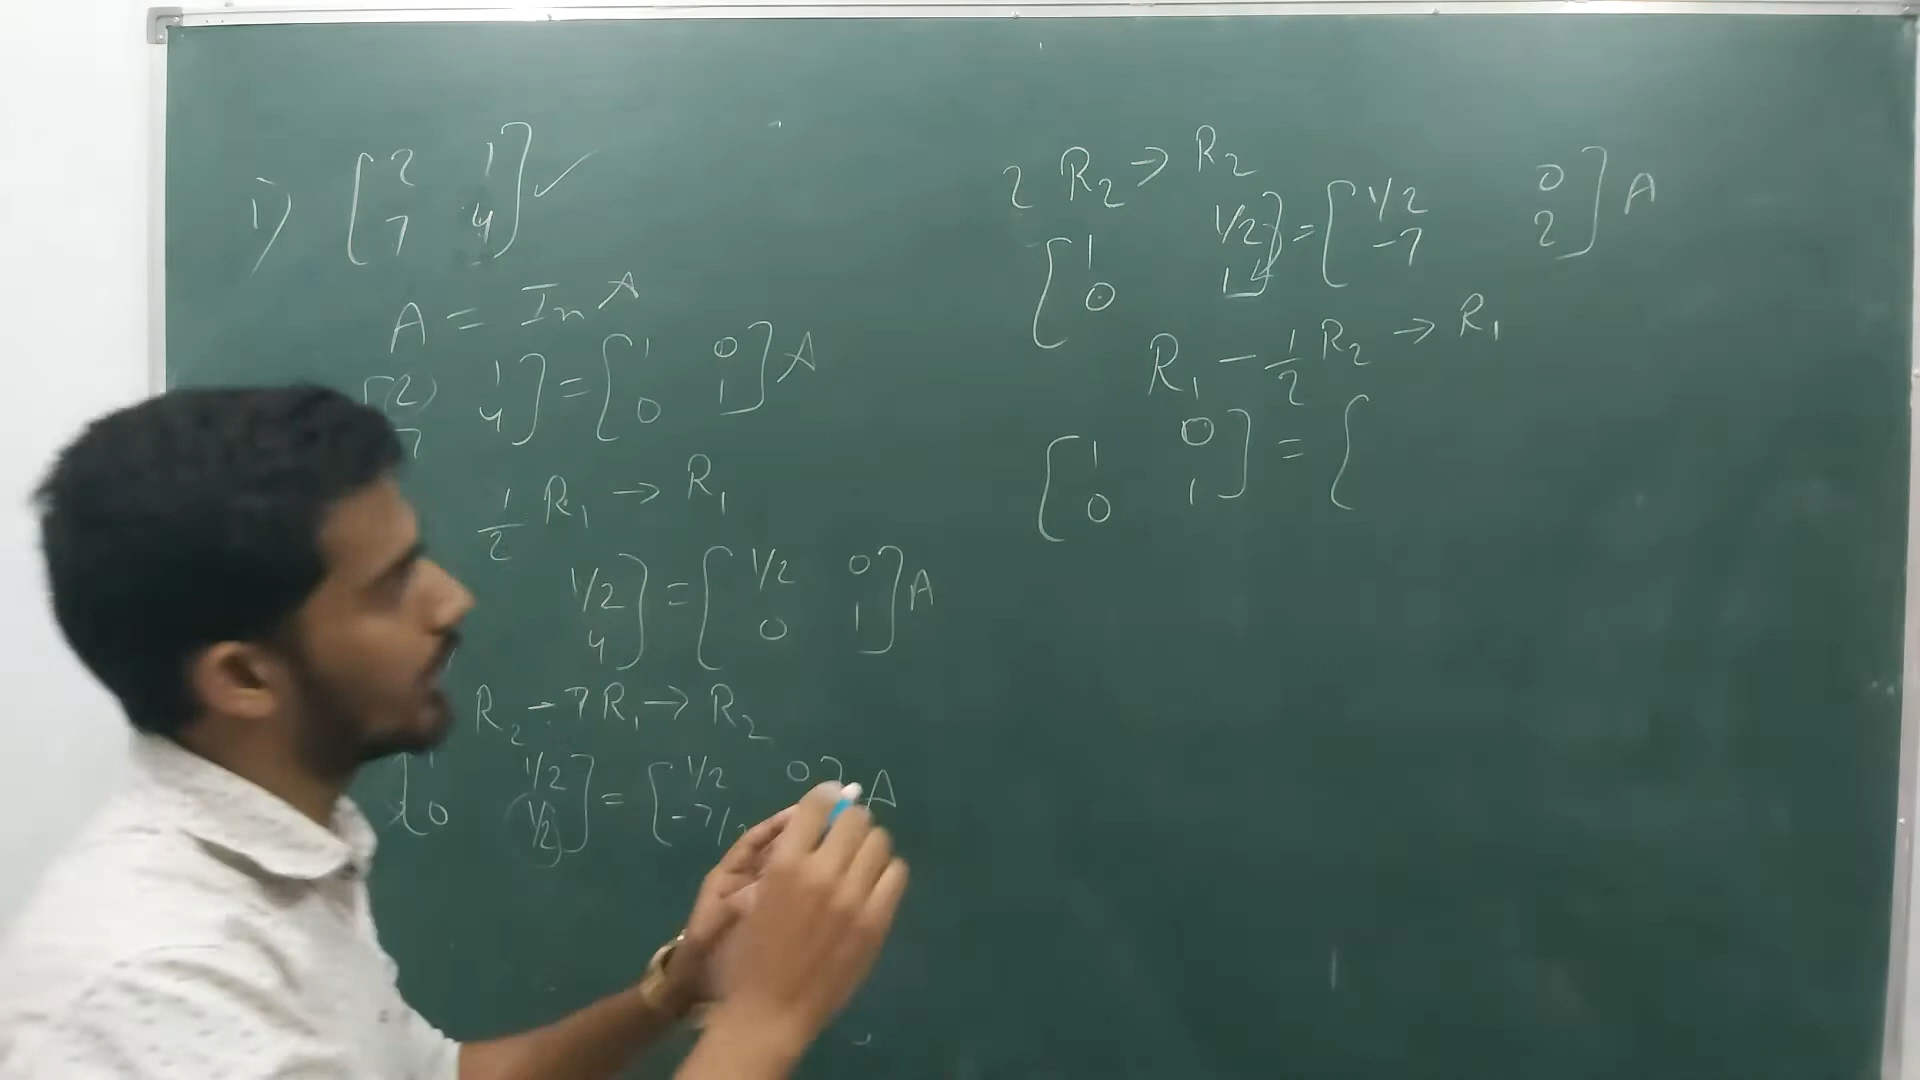 i) [ 2 1
7 4 ] ✓
A = In A
[ 2 1
7 4 ] = [ 1 0
0 1 ] A
1/2 R₁ → R₁
1/2
4 ] = [ 1/2 0
0 1 ] A
R₂ - 7R₁ → R₂
[ 1 1/2
0 1/2 ] = [ 1/2 0
-7/2 ] A
2 R₂ → R₂
[ 1 1/2
0 1 ] = [ 1/2 0
-7 2 ] A
R₁ - 1/2 R₂ → R₁
[ 1 0
0 1 ] = [